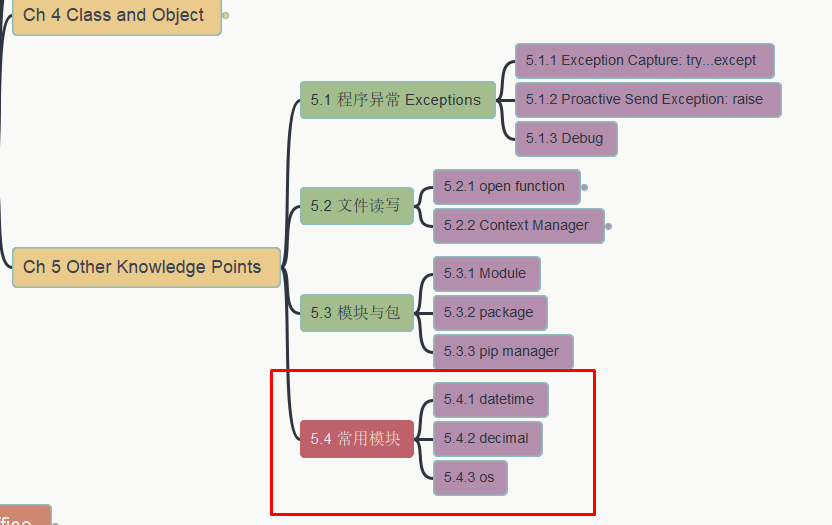 Ch 4 Class and Object
5.1 程序异常 Exceptions
5.1.1 Exception Capture: try...except
5.1.2 Proactive Send Exception: raise
5.1.3 Debug
5.2 文件读写
5.2.1 open function
5.2.2 Context Manager
Ch 5 Other Knowledge Points
5.3 模块与包
5.3.1 Module
5.3.2 package
5.3.3 pip manager
5.4 常用模块
5.4.1 datetime
5.4.2 decimal
5.4.3 os